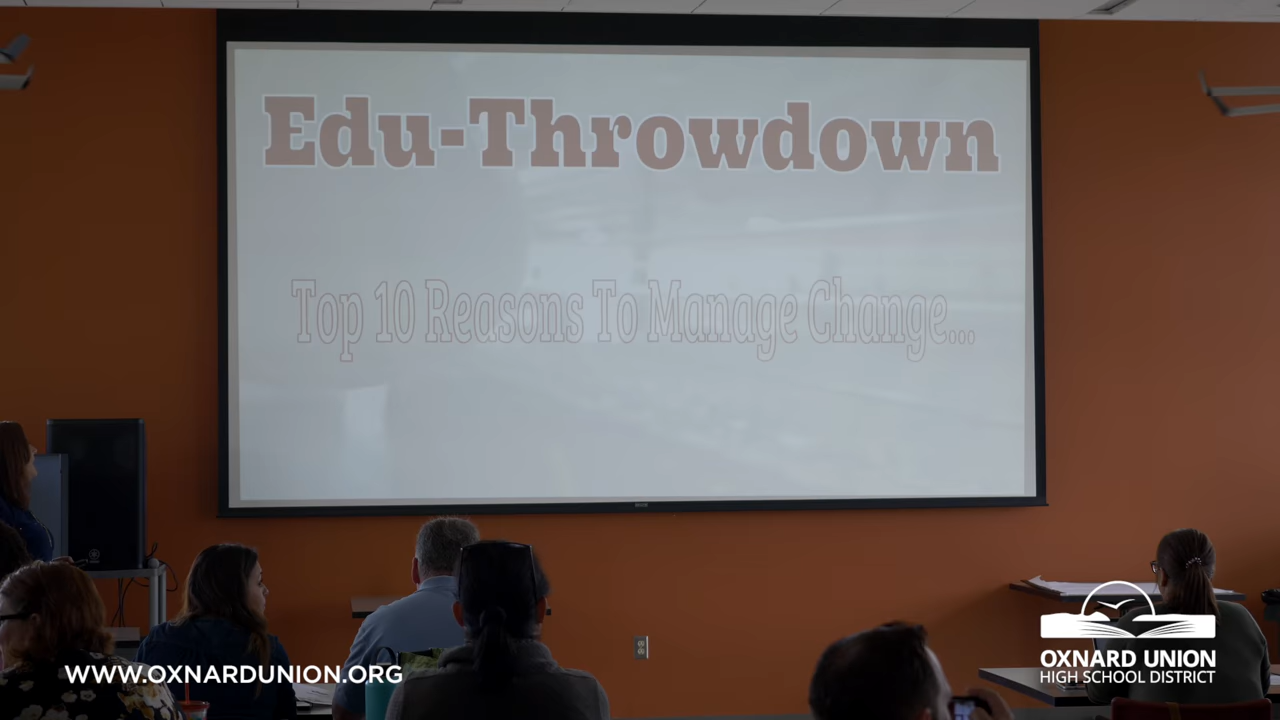 Edu-Throwdown
Top 10 Reasons To Manage Change...
WWW.OXNARDUNION.ORG
OXNARD UNION
HIGH SCHOOL DISTRICT